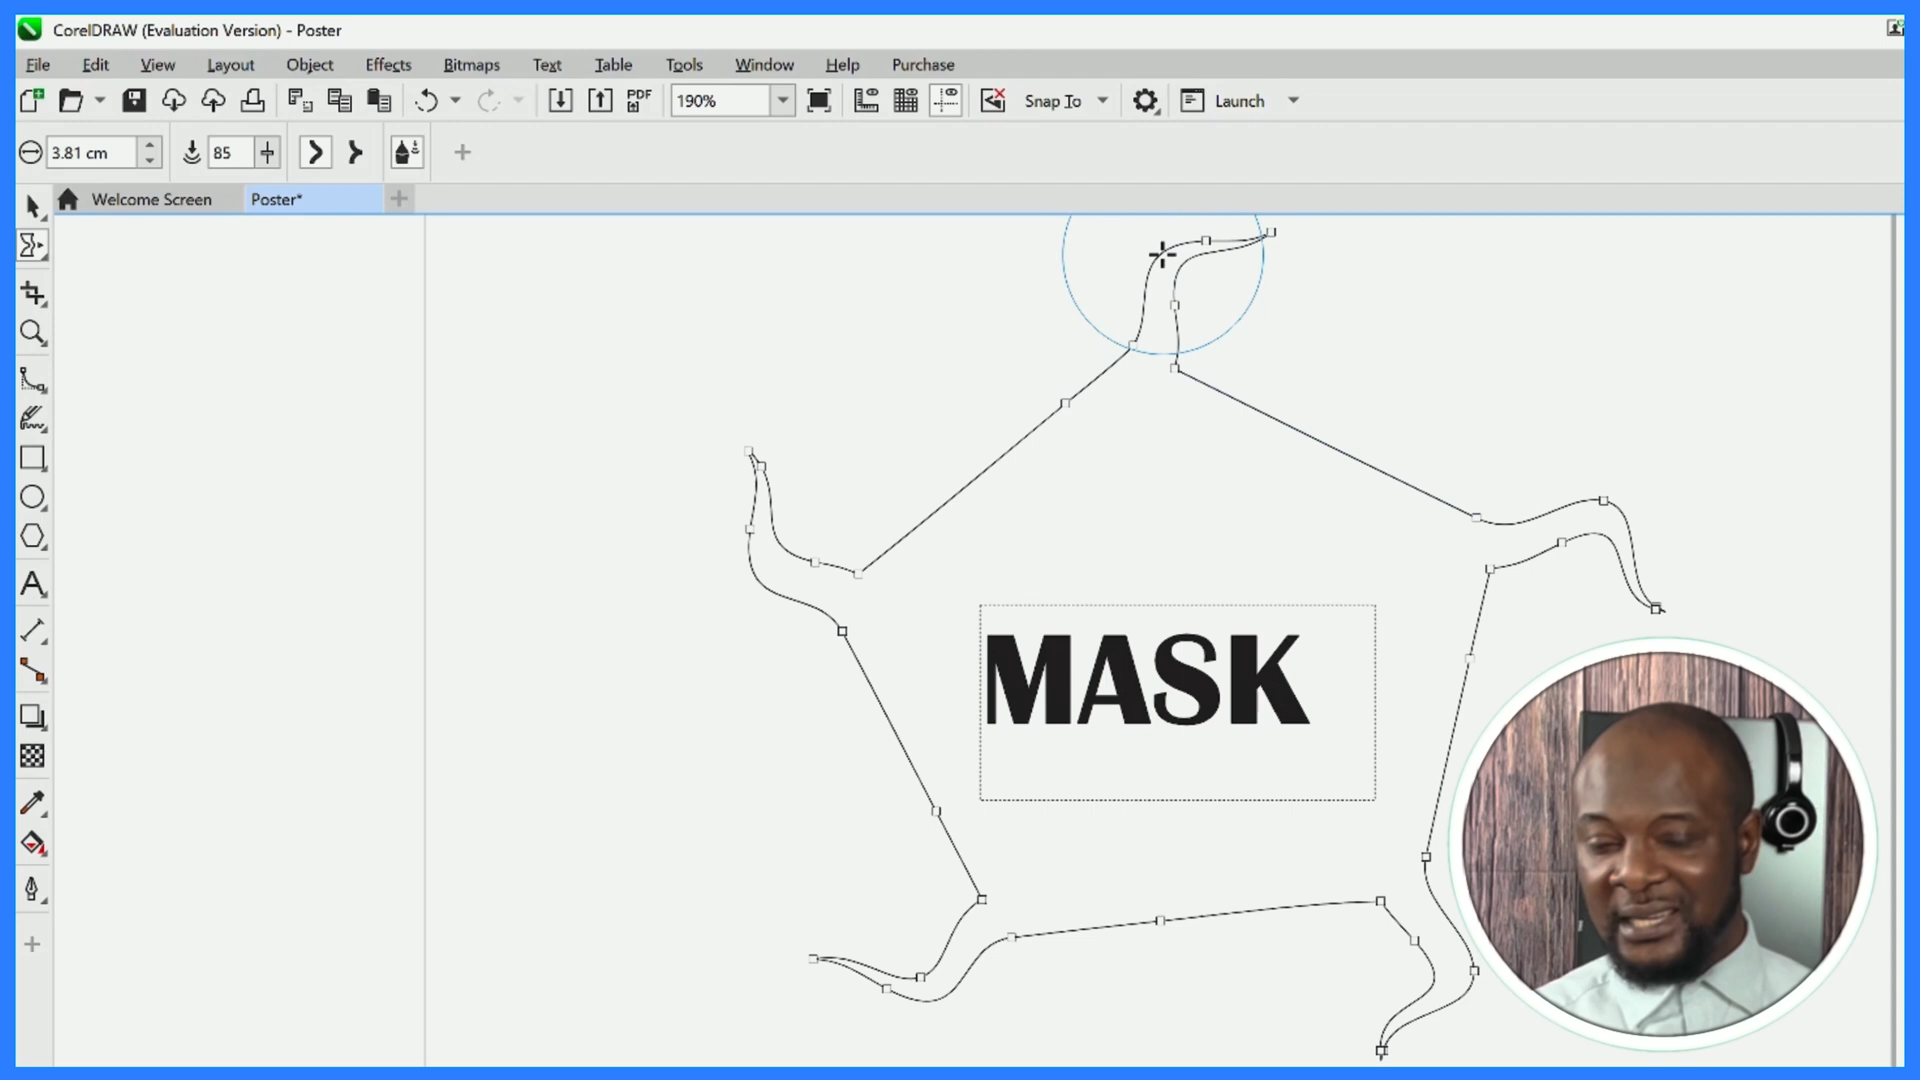 CorelDRAW (Evaluation Version) - Poster
File Edit View Layout Object Effects Bitmaps Text Table Tools Window Help Purchase
PDF 190% Snap To Launch
3.81 cm 85
Welcome Screen Poster*
MASK